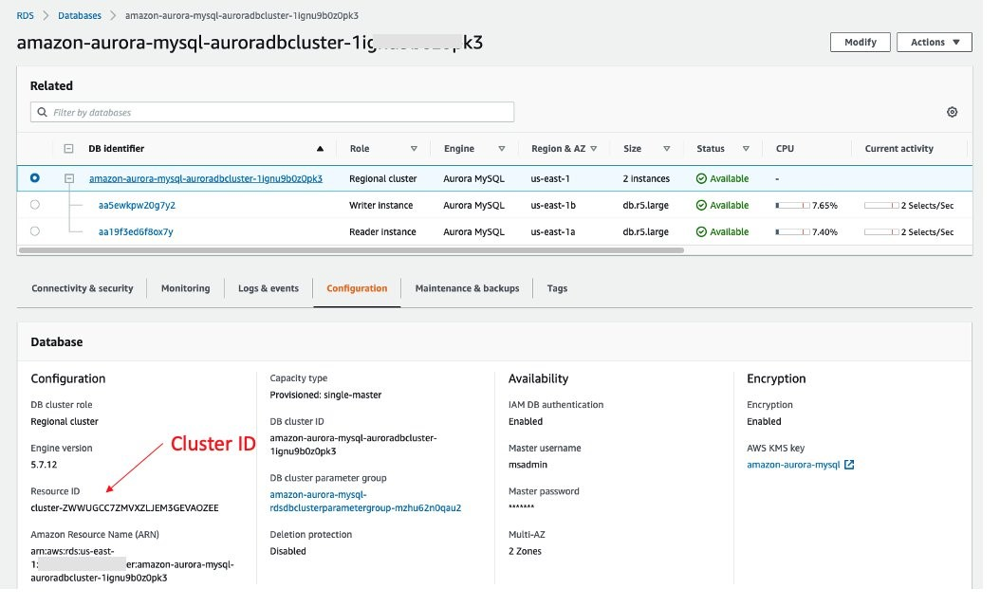 RDS > Databases > amazon-aurora-mysql-auroradbcluster-1ignu9b0z0pk3
amazon-aurora-mysql-auroradbcluster-1ig k3
Modify Actions
Related
Filter by databases
DB identifier Role Engine Region & AZ Size Status CPU Current activity
amazon-aurora-mysql-auroradbcluster-1ignu9b0z0pk3 Regional cluster Aurora MySQL us-east-1 2 instances Available -
aa5ewkpw20g7y2 Writer instance Aurora MySQL us-east-1b db.r5.large Available 7.65% 2 Selects/Sec
aa19f3ed6f8ox7y Reader instance Aurora MySQL us-east-1a db.r5.large Available 7.40% 2 Selects/Sec
Connectivity & security Monitoring Logs & events Configuration Maintenance & backups Tags
Database
Configuration
DB cluster role
Regional cluster
Engine version
5.7.12
Cluster ID
Resource ID
cluster-ZWWUGCC7ZMVXZLJEM3GEVAOZEE
Amazon Resource Name (ARN)
arn:aws:rds:us-east-
1: er:amazon-aurora-mysql-
auroradbcluster-1ignu9b0z0pk3
Capacity type
Provisioned: single-master
DB cluster ID
amazon-aurora-mysql-auroradbcluster-
1ignu9b0z0pk3
DB cluster parameter group
amazon-aurora-mysql-
rdsdbclusterparametergroup-mzhu62n0qau2
Deletion protection
Disabled
Availability
IAM DB authentication
Enabled
Master username
msadmin
Master password
*******
Multi-AZ
2 Zones
Encryption
Encryption
Enabled
AWS KMS key
amazon-aurora-mysql